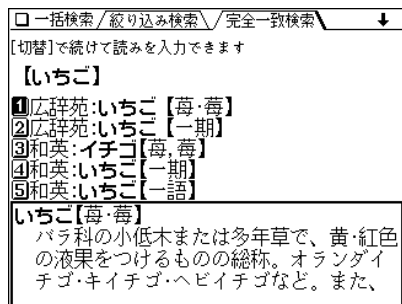 一括検索 絞り込み検索 完全一致検索 ↓
[切替]で続けて読みを入力できます
【いちご】
1広辞苑:いちご【苺·莓】
2広辞苑:いちご【一期】
3和英:イチゴ【苺,莓】
4和英:いちご【一期】
5和英:いちご【一語】
いちご【苺·莓】
バラ科の小低木または多年草で、黄·紅色
の液果をつけるものの総称。オランダイ
チゴ·キイチゴ·ヘビイチゴなど。また、